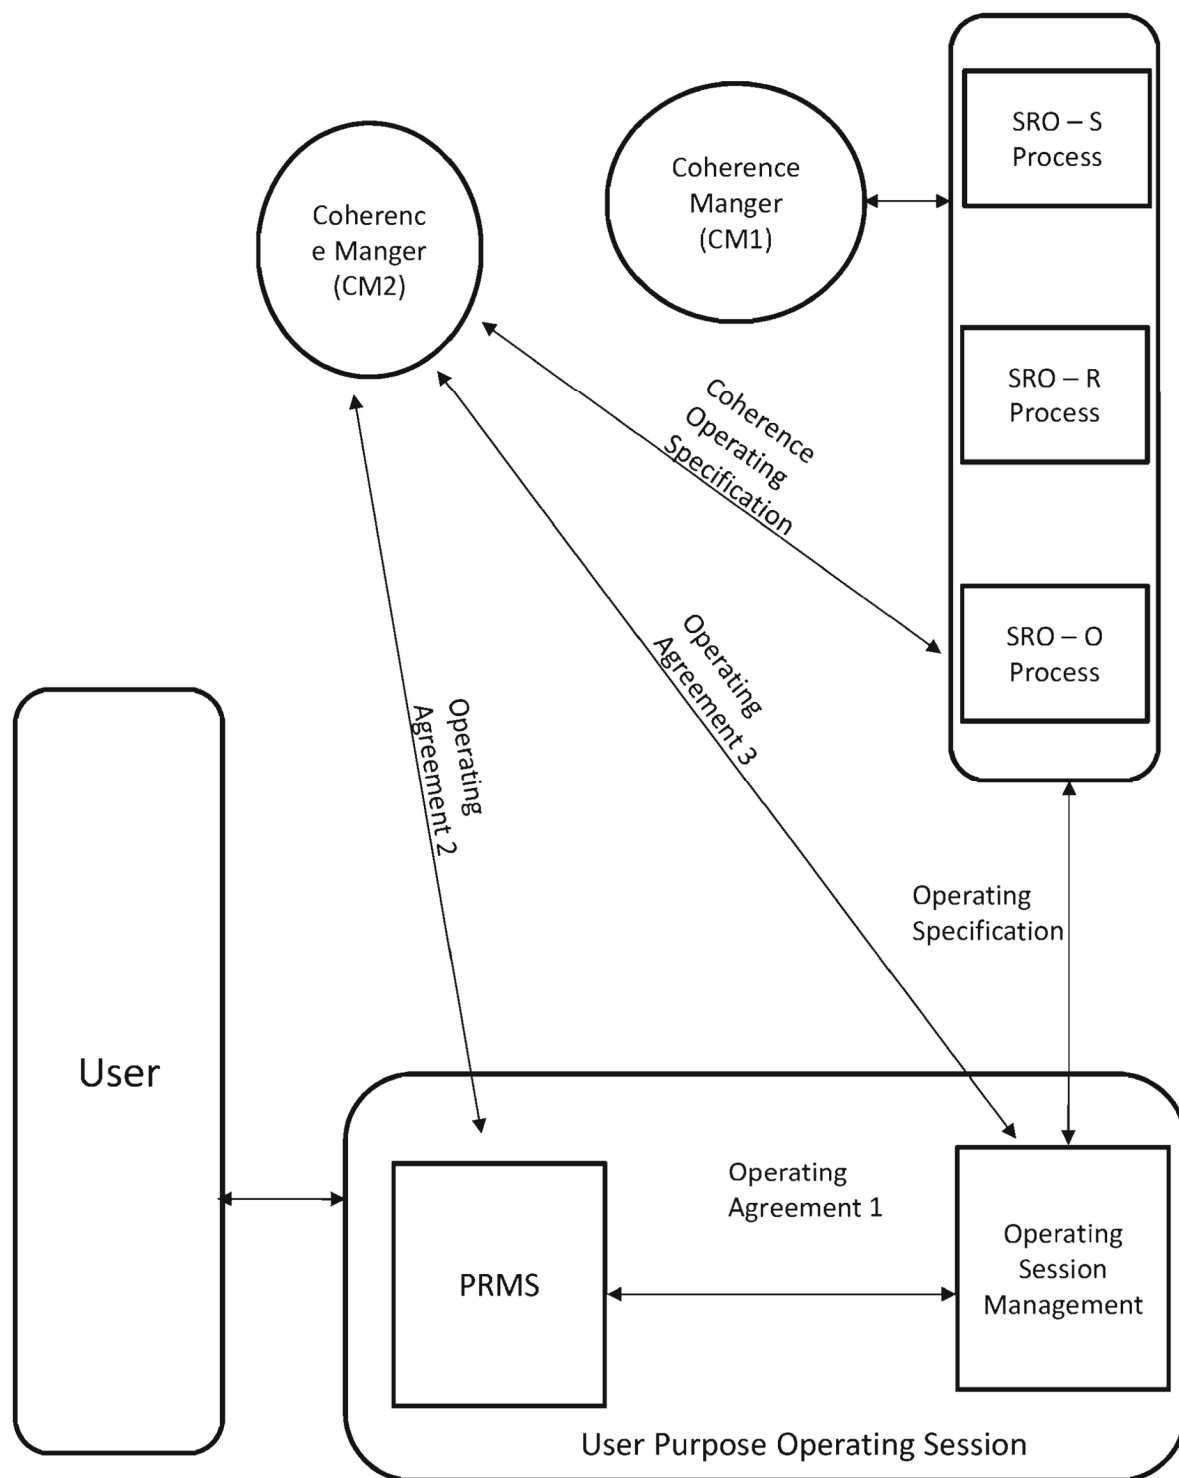 SRO – S
Process
Coherence
Manger
(CM1)
Coherenc
e Manger
(CM2)
SRO – R
Process
Coherence
Operating
Specification
SRO – O
Process
Operating
Agreement 3
Operating
Agreement 2
Operating
Specification
User
Operating
Agreement 1
PRMS
Operating
Session
Management
User Purpose Operating Session